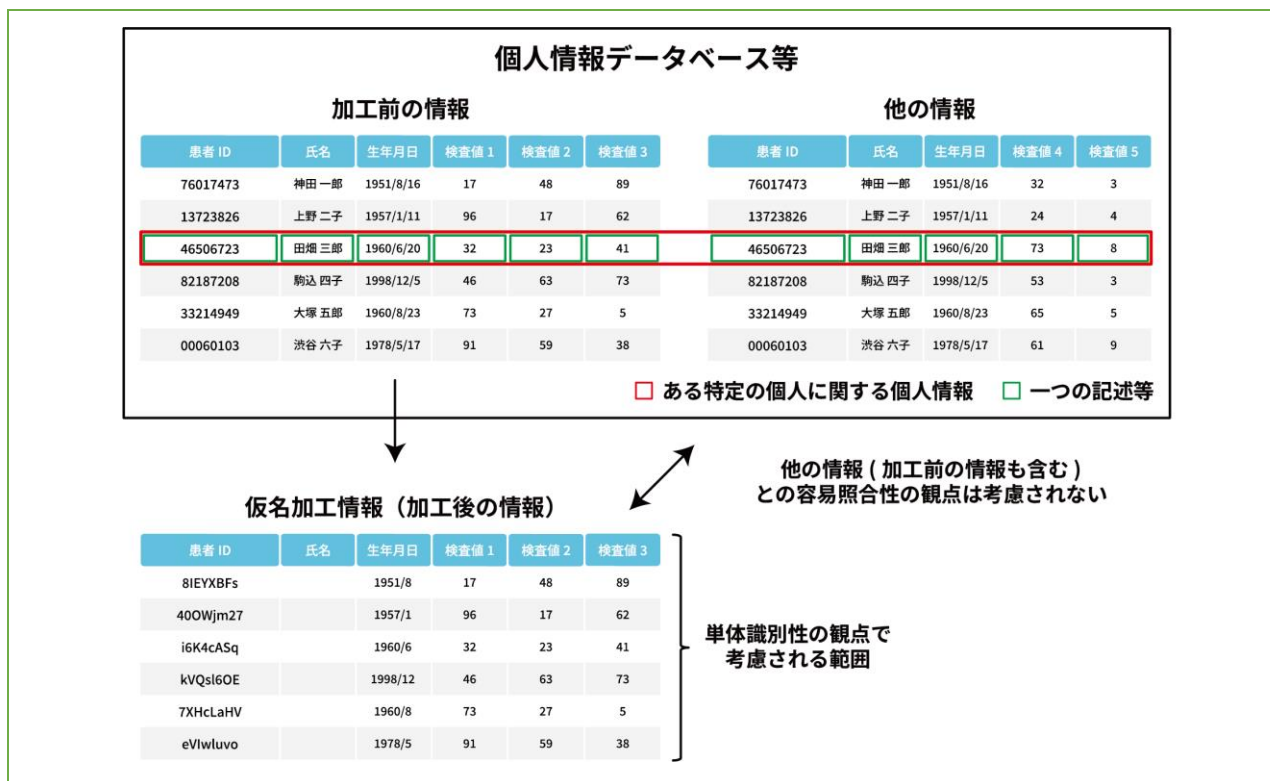 個人情報データベース等
加工前の情報
患者 ID 氏名 生年月日 検査値 1 検査値 2 検査値 3
76017473 神田 一郎 1951/8/16 17 48 89
13723826 上野 二子 1957/1/11 96 17 62
46506723 田畑 三郎 1960/6/20 32 23 41
82187208 駒込 四子 1998/12/5 46 63 73
33214949 大塚 五郎 1960/8/23 73 27 5
00060103 渋谷 六子 1978/5/17 91 59 38
他の情報
患者 ID 氏名 生年月日 検査値 4 検査値 5
76017473 神田 一郎 1951/8/16 32 3
13723826 上野 二子 1957/1/11 24 4
46506723 田畑 三郎 1960/6/20 73 8
82187208 駒込 四子 1998/12/5 53 3
33214949 大塚 五郎 1960/8/23 65 5
00060103 渋谷 六子 1978/5/17 61 9
ある特定の個人に関する個人情報 一つの記述等
他の情報 ( 加工前の情報も含む )
との容易照合性の観点は考慮されない
仮名加工情報（加工後の情報）
患者 ID 氏名 生年月日 検査値 1 検査値 2 検査値 3
8IEYXBFs 1951/8 17 48 89
40OWjm27 1957/1 96 17 62
i6K4cASq 1960/6 32 23 41
kVQsl6OE 1998/12 46 63 73
7XHcLaHV 1960/8 73 27 5
eVIwluvo 1978/5 91 59 38
単体識別性の観点で
考慮される範囲